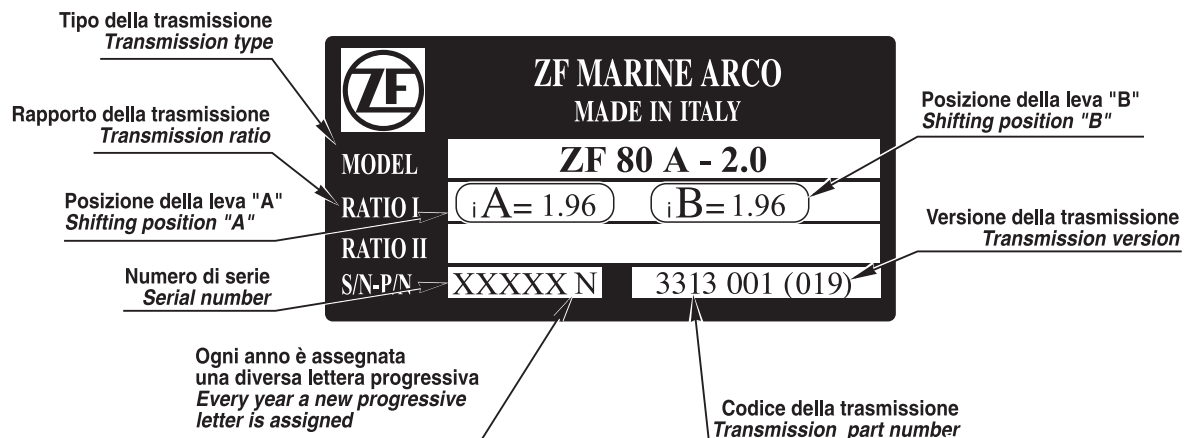 Tipo della trasmissione
Transmission type
Rapporto della trasmissione
Transmission ratio
Posizione della leva "A"
Shifting position "A"
Numero di serie
Serial number
Ogni anno è assegnata
una diversa lettera progressiva
Every year a new progressive
letter is assigned
ZF
ZF MARINE ARCO
MADE IN ITALY
MODEL ZF 80 A - 2.0
RATIO I iA= 1.96 iB= 1.96
RATIO II
S/N-P/N XXXXX N 3313 001 (019)
Posizione della leva "B"
Shifting position "B"
Versione della trasmissione
Transmission version
Codice della trasmissione
Transmission part number